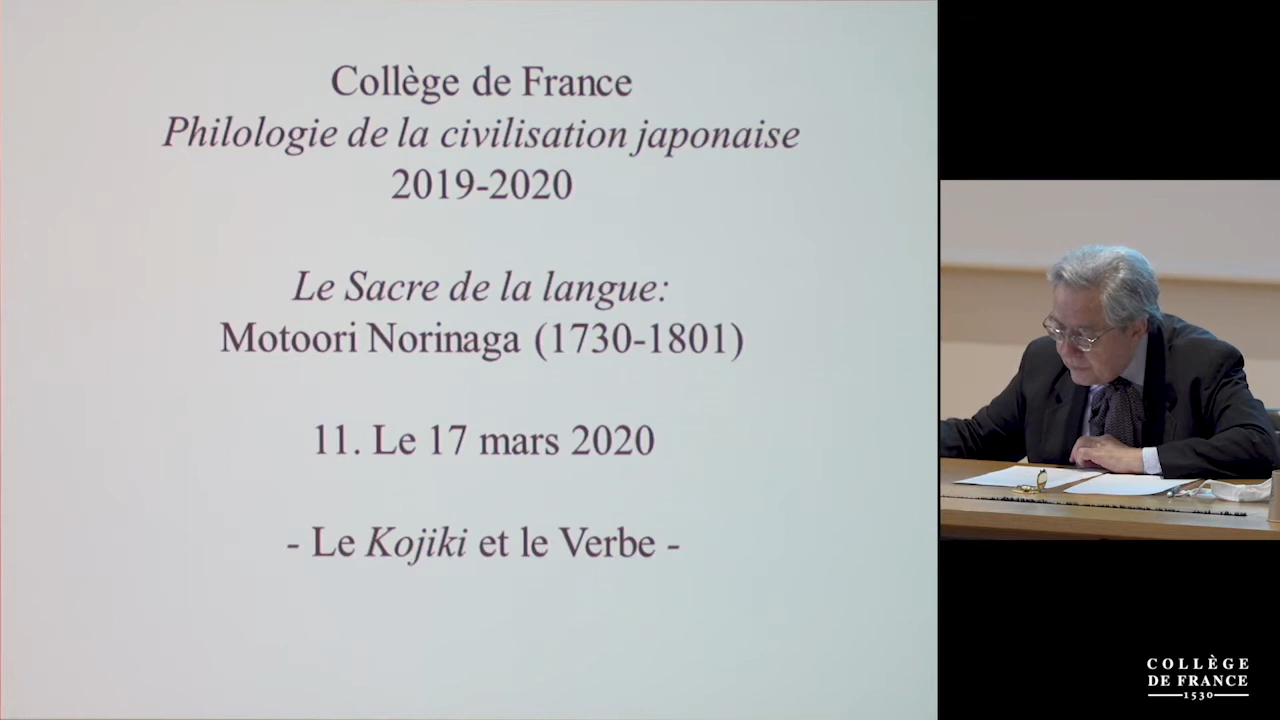 Collège de France
Philologie de la civilisation japonaise
2019-2020
Le Sacre de la langue:
Motoori Norinaga (1730-1801)
11. Le 17 mars 2020
- Le Kojiki et le Verbe -
COLLÈGE
DE FRANCE
1530